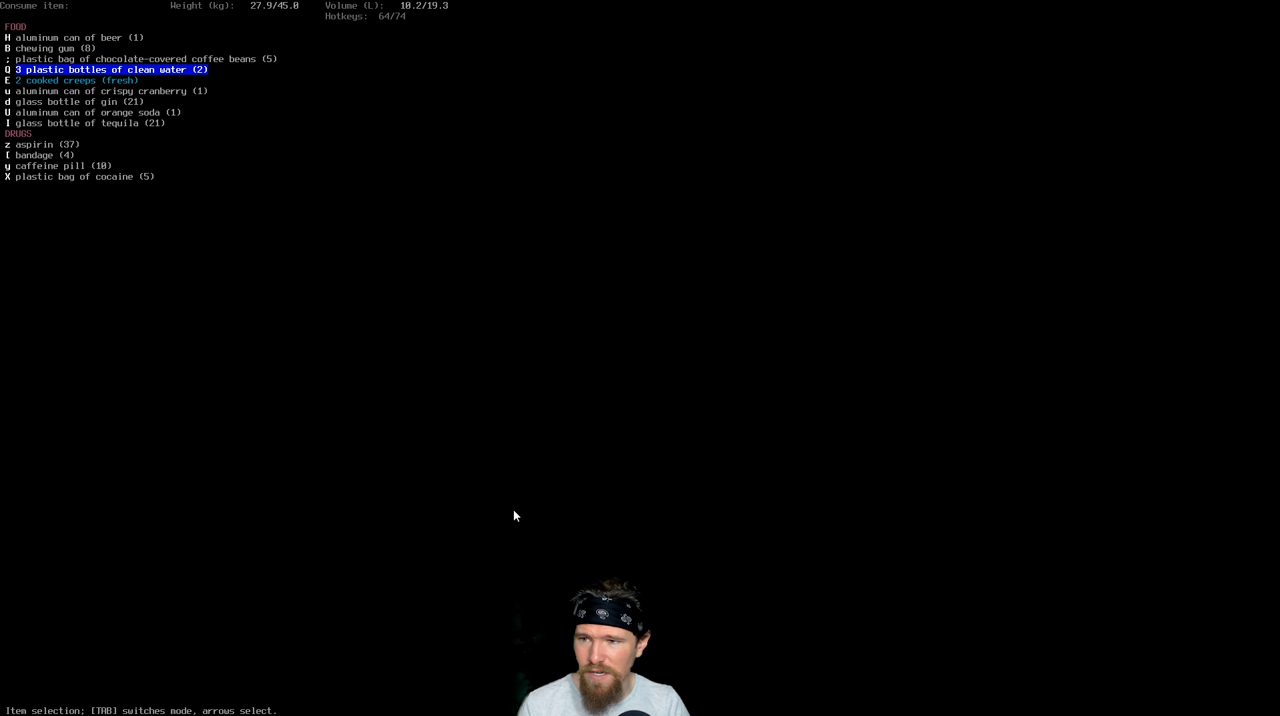 Consume item: Weight (kg): 27.9/45.0 Volume (L): 10.2/19.3
Hotkeys: 64/74
FOOD
H aluminum can of beer (1)
B chewing gum (8)
; plastic bag of chocolate-covered coffee beans (5)
Q 3 plastic bottles of clean water (2)
E 2 cooked creeps (fresh)
u aluminum can of crispy cranberry (1)
d glass bottle of gin (21)
U aluminum can of orange soda (1)
I glass bottle of tequila (21)
DRUGS
z aspirin (37)
[ bandage (4)
y caffeine pill (10)
X plastic bag of cocaine (5)
Item selection; [TAB] switches mode, arrows select.